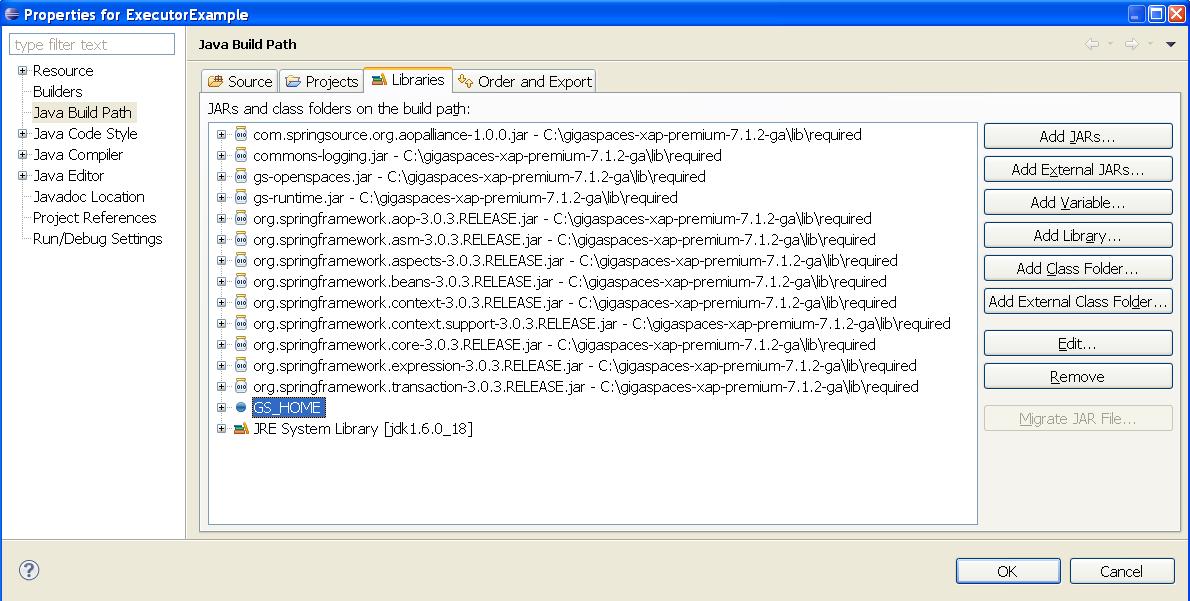 Properties for ExecutorExample
type filter text
Resource
Builders
Java Build Path
Java Code Style
Java Compiler
Java Editor
Javadoc Location
Project References
Run/Debug Settings
Java Build Path
Source Projects Libraries Order and Export
JARs and class folders on the build path:
com.springsource.org.aopalliance-1.0.0.jar - C:\gigaspaces-xap-premium-7.1.2-ga\lib\required
commons-logging.jar - C:\gigaspaces-xap-premium-7.1.2-ga\lib\required
gs-openspaces.jar - C:\gigaspaces-xap-premium-7.1.2-ga\lib\required
gs-runtime.jar - C:\gigaspaces-xap-premium-7.1.2-ga\lib\required
org.springframework.aop-3.0.3.RELEASE.jar - C:\gigaspaces-xap-premium-7.1.2-ga\lib\required
org.springframework.asm-3.0.3.RELEASE.jar - C:\gigaspaces-xap-premium-7.1.2-ga\lib\required
org.springframework.aspects-3.0.3.RELEASE.jar - C:\gigaspaces-xap-premium-7.1.2-ga\lib\required
org.springframework.beans-3.0.3.RELEASE.jar - C:\gigaspaces-xap-premium-7.1.2-ga\lib\required
org.springframework.context-3.0.3.RELEASE.jar - C:\gigaspaces-xap-premium-7.1.2-ga\lib\required
org.springframework.context.support-3.0.3.RELEASE.jar - C:\gigaspaces-xap-premium-7.1.2-ga\lib\required
org.springframework.core-3.0.3.RELEASE.jar - C:\gigaspaces-xap-premium-7.1.2-ga\lib\required
org.springframework.expression-3.0.3.RELEASE.jar - C:\gigaspaces-xap-premium-7.1.2-ga\lib\required
org.springframework.transaction-3.0.3.RELEASE.jar - C:\gigaspaces-xap-premium-7.1.2-ga\lib\required
GS_HOME
JRE System Library [jdk1.6.0_18]
Add JARs...
Add External JARs...
Add Variable...
Add Library...
Add Class Folder...
Add External Class Folder...
Edit...
Remove
Migrate JAR File...
OK Cancel